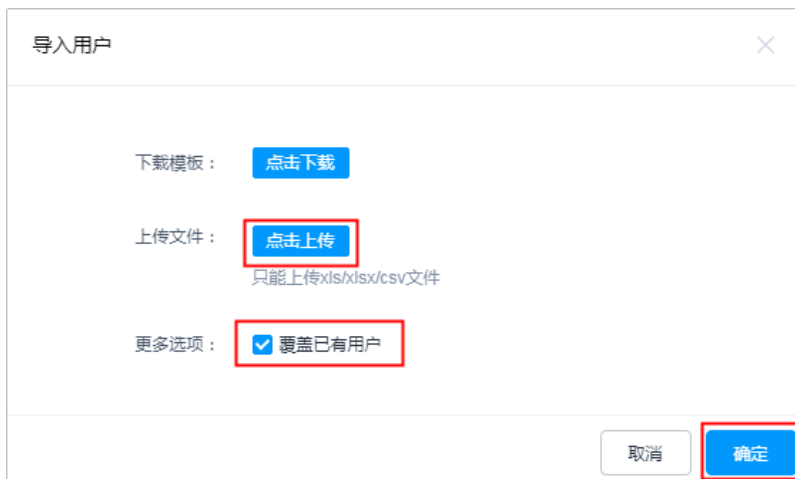 导入用户
下载模板： 点击下载
上传文件： 点击上传
只能上传xls/xlsx/csv文件
更多选项： 覆盖已有用户
取消 确定